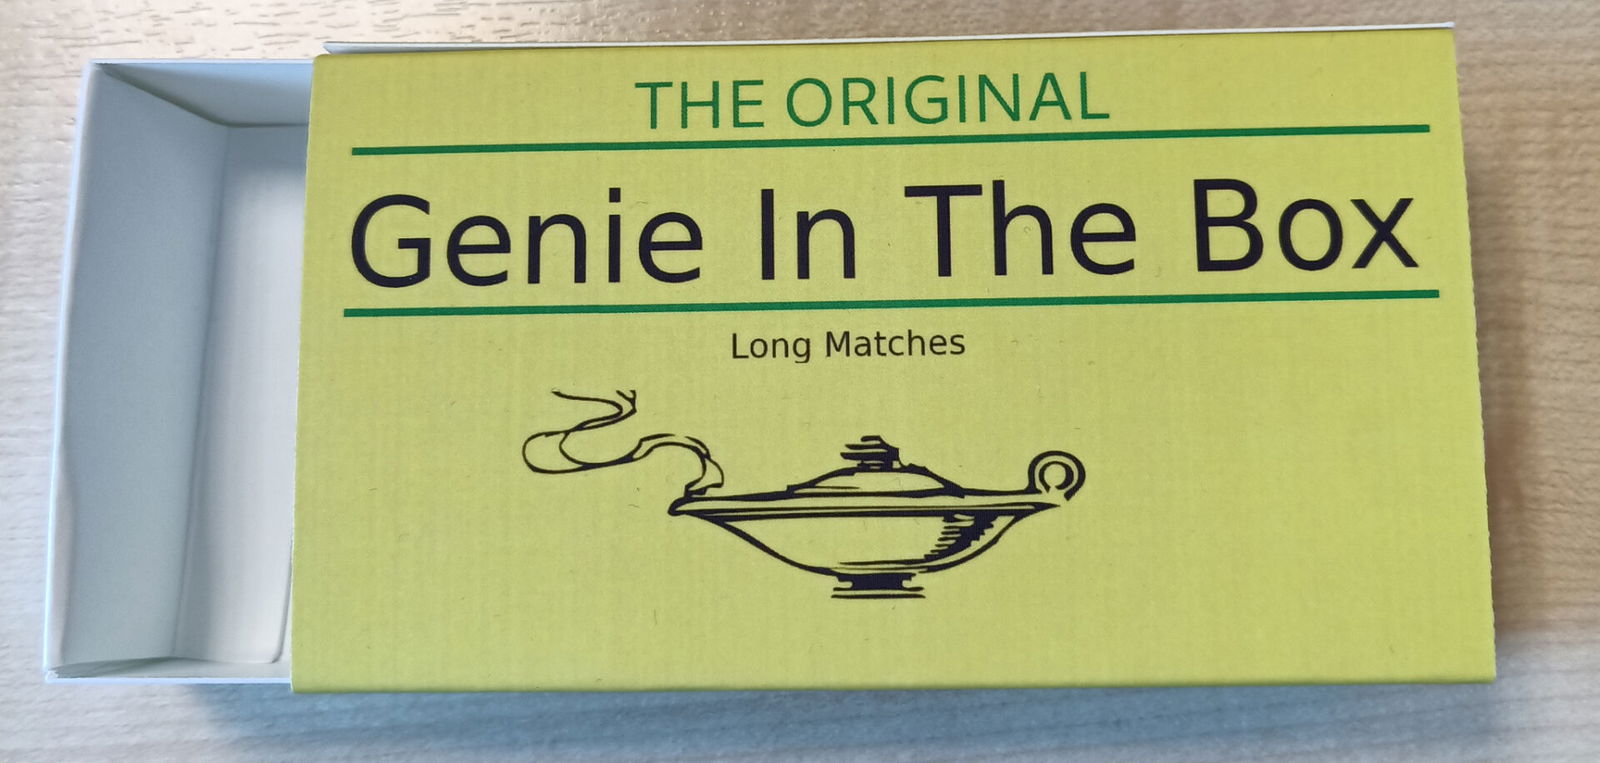 THE ORIGINAL
Genie In The Box
Long Matches